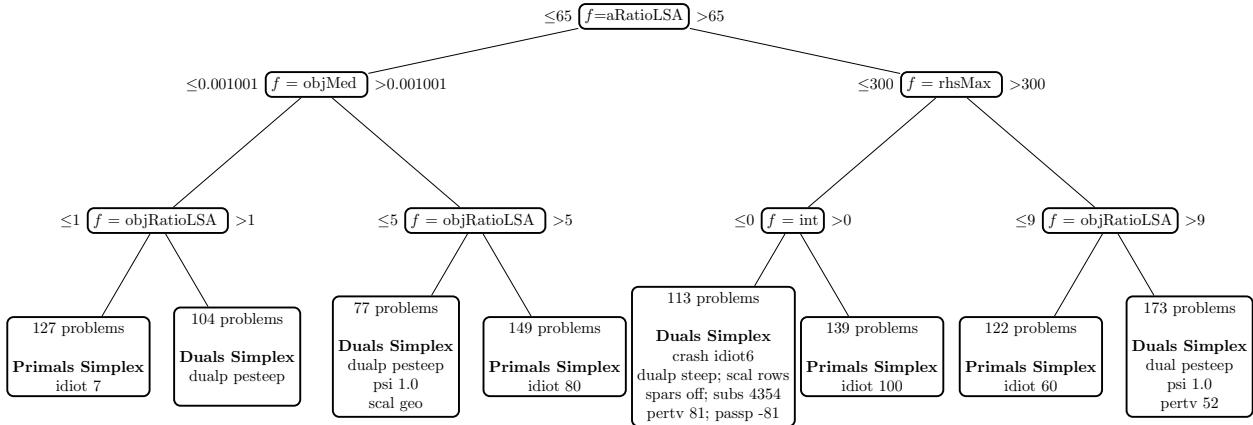 ≤65 f=aRatioLSA >65
≤0.001001 f = objMed >0.001001
≤300 f = rhsMax >300
≤1 f = objRatioLSA >1
≤5 f = objRatioLSA >5
≤0 f = int >0
≤9 f = objRatioLSA >9
127 problems
Primals Simplex
idiot 7
104 problems
Duals Simplex
dualp pesteep
77 problems
Duals Simplex
dualp pesteep
psi 1.0
scal geo
149 problems
Primals Simplex
idiot 80
113 problems
Duals Simplex
crash idiot6
dualp steep; scal rows
spars off; subs 4354
pertv 81; passp -81
139 problems
Primals Simplex
idiot 100
122 problems
Primals Simplex
idiot 60
173 problems
Duals Simplex
dual pesteep
psi 1.0
pertv 52